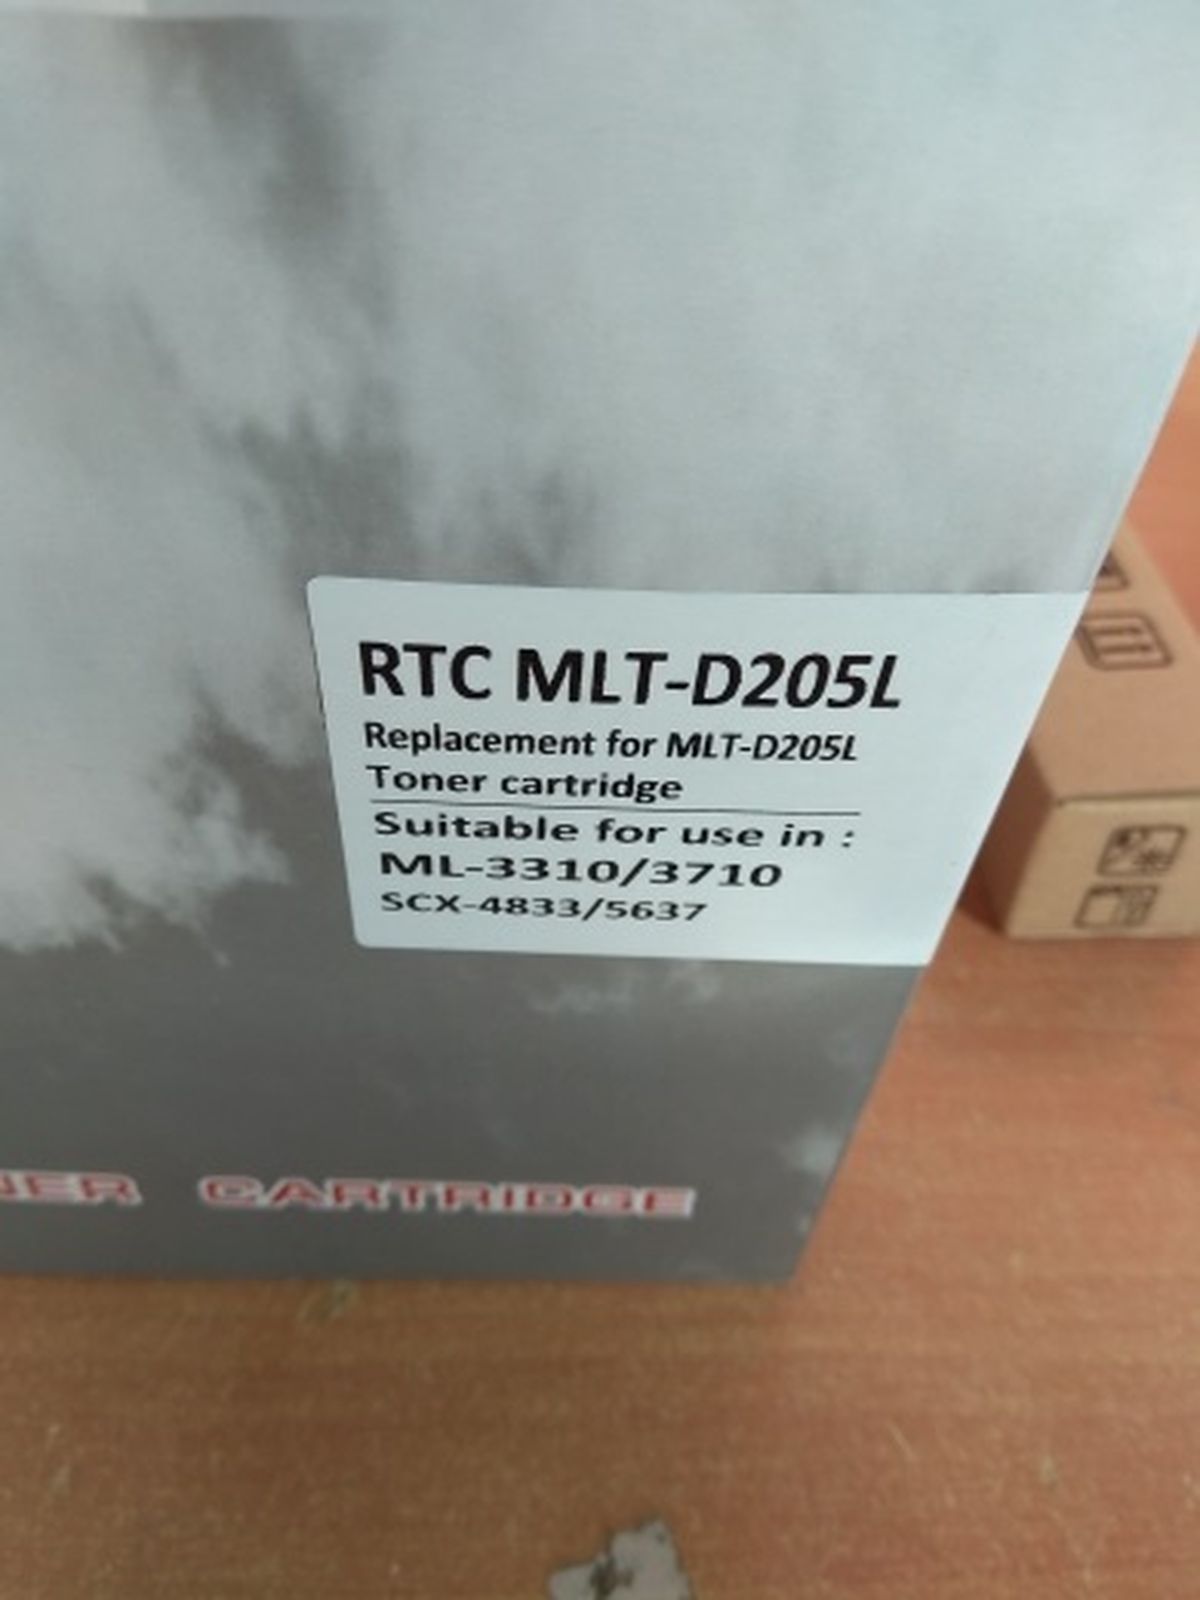 RTC MLT-D205L
Replacement for MLT-D205L
Toner cartridge
Suitable for use in :
ML-3310/3710
SCX-4833/5637
NER CARTRIDGE